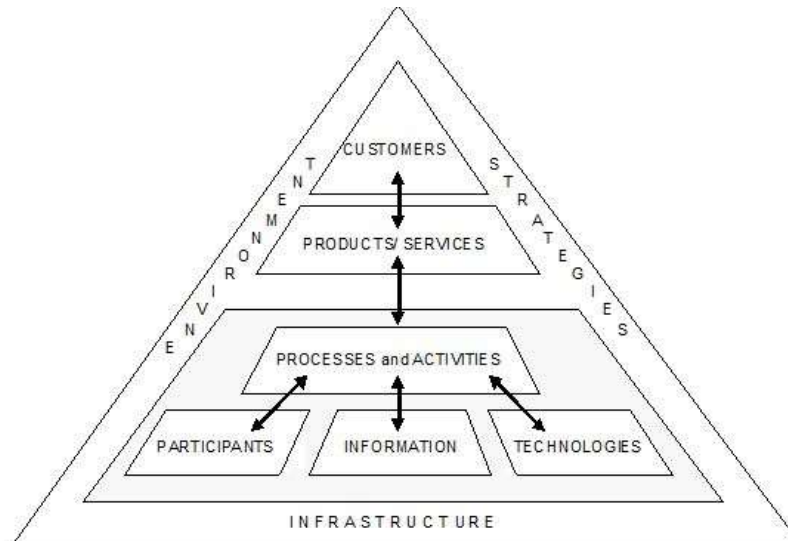 CUSTOMERS
ENVIRONMENT
STRATEGIES
PRODUCTS/ SERVICES
PROCESSES and ACTIVITIES
PARTICIPANTS
INFORMATION
TECHNOLOGIES
INFRASTRUCTURE